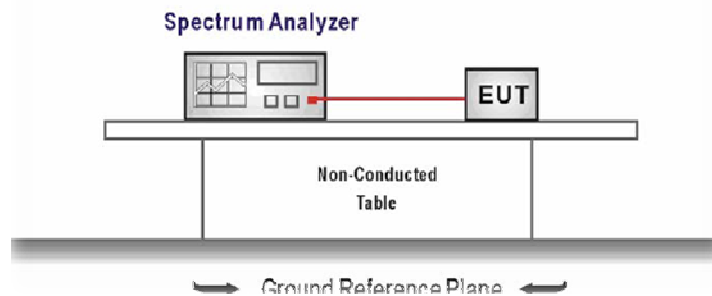 Spectrum Analyzer
EUT
Non-Conducted
Table
Ground Reference Plane